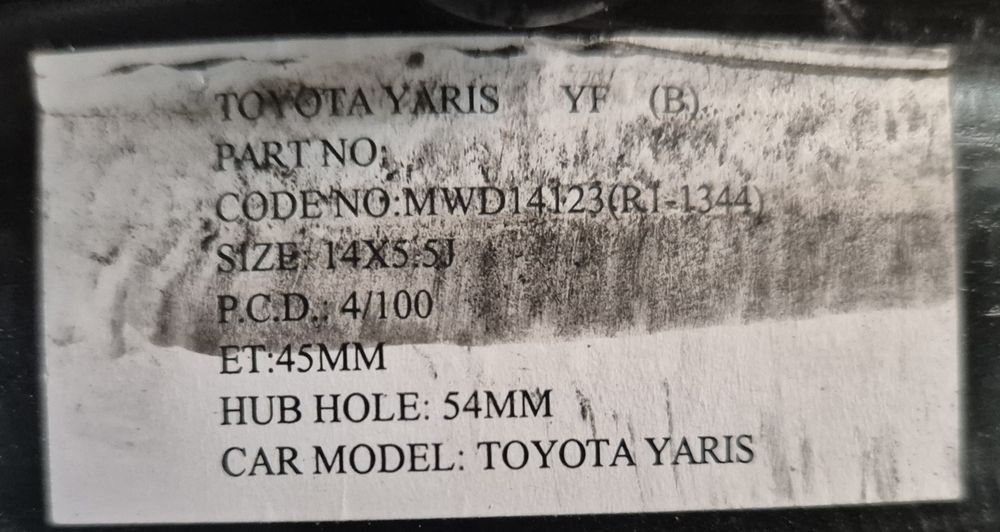 TOYOTA YARIS YF (B)
PART NO:
CODE NO:MWD14123(R1-1344)
SIZE: 14X5.5J
P.C.D.: 4/100
ET:45MM
HUB HOLE: 54MM
CAR MODEL: TOYOTA YARIS